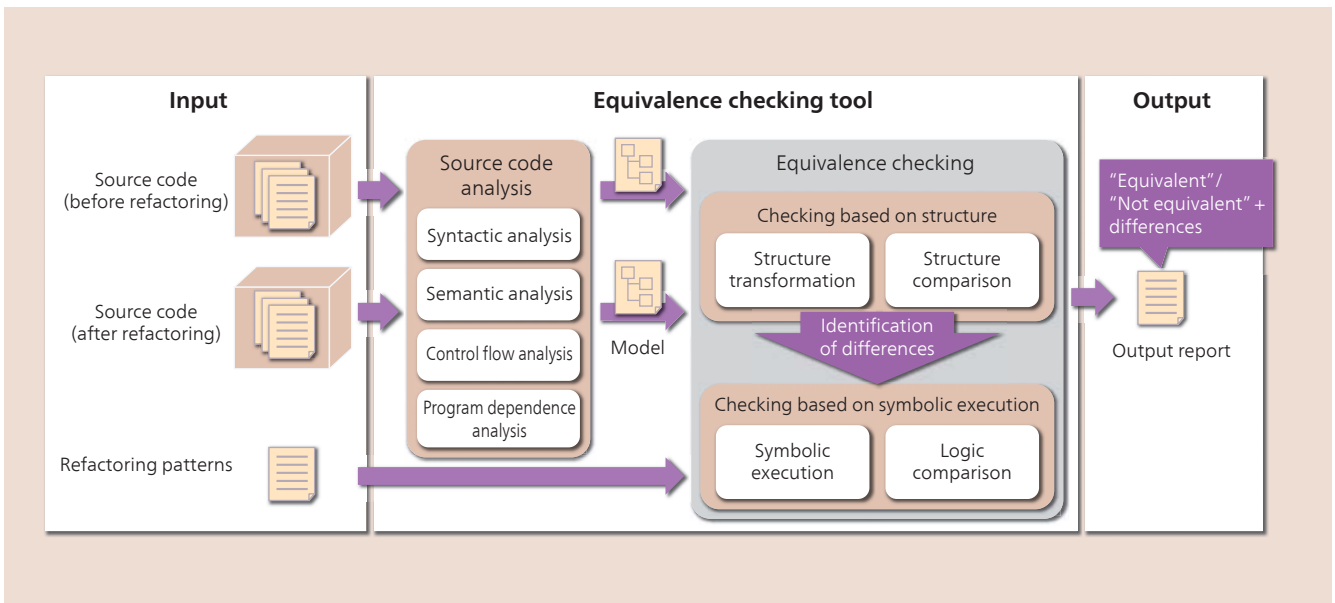 Input
Source code
(before refactoring)
Source code
(after refactoring)
Refactoring patterns
Equivalence checking tool
Source code
analysis
Syntactic analysis
Semantic analysis
Control flow analysis
Program dependence
analysis
Model
Equivalence checking
Checking based on structure
Structure
transformation
Structure
comparison
Identification
of differences
Checking based on symbolic execution
Symbolic
execution
Logic
comparison
Output
“Equivalent”/
“Not equivalent” +
differences
Output report